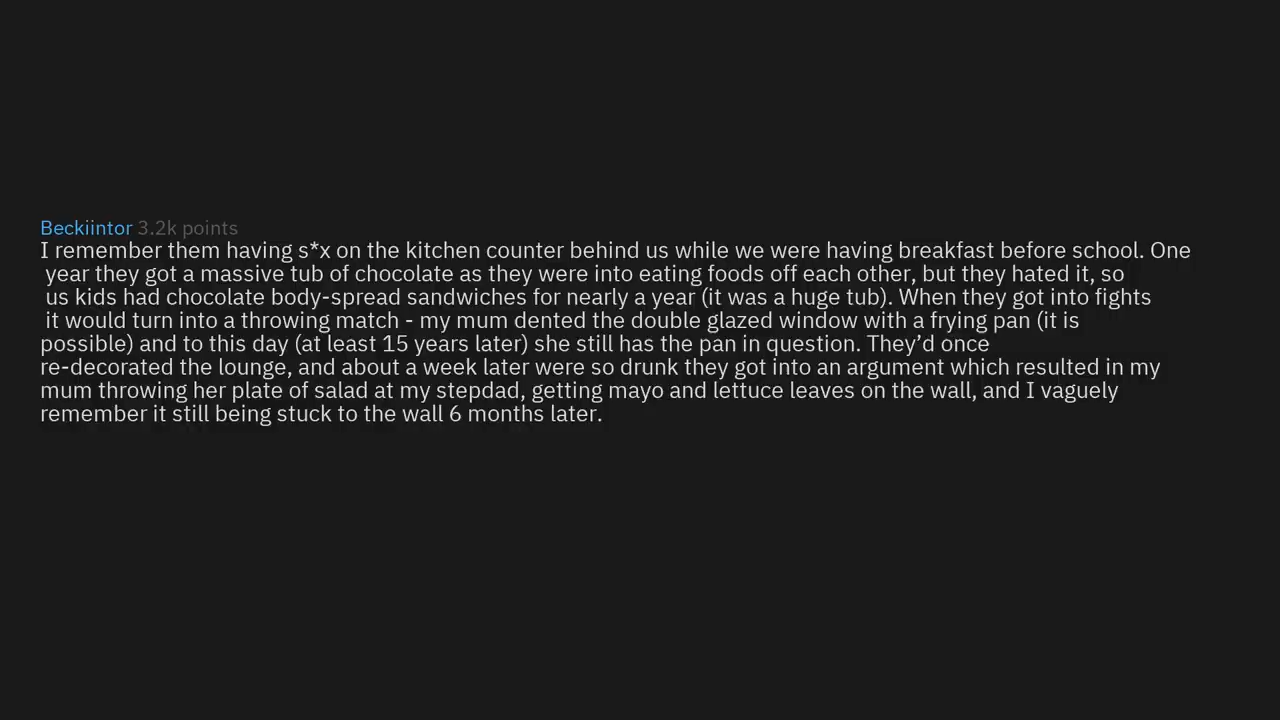 Beckiintor 3.2k points
I remember them having s*x on the kitchen counter behind us while we were having breakfast before school. One
year they got a massive tub of chocolate as they were into eating foods off each other, but they hated it, so
us kids had chocolate body-spread sandwiches for nearly a year (it was a huge tub). When they got into fights
it would turn into a throwing match - my mum dented the double glazed window with a frying pan (it is
possible) and to this day (at least 15 years later) she still has the pan in question. They’d once
re-decorated the lounge, and about a week later were so drunk they got into an argument which resulted in my
mum throwing her plate of salad at my stepdad, getting mayo and lettuce leaves on the wall, and I vaguely
remember it still being stuck to the wall 6 months later.